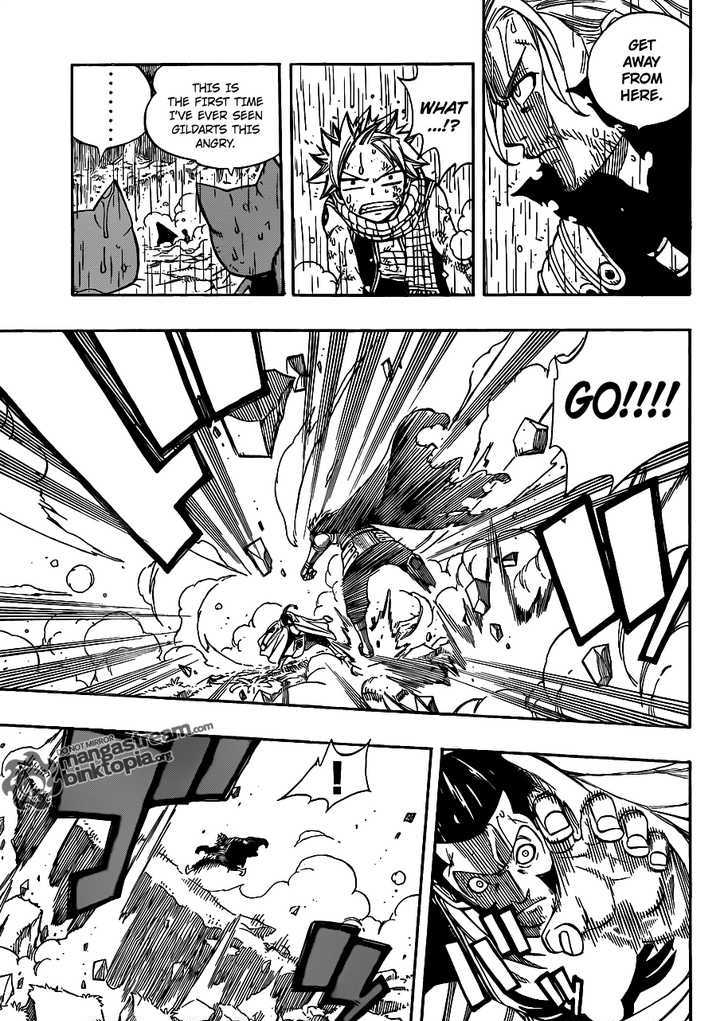 GET
AWAY
FROM
HERE.
WHAT
...!?
THIS IS
THE FIRST TIME
I'VE EVER SEEN
GILDARTS THIS
ANGRY.
........
GO!!!!
!
DO NOT MIRROR
mangastream.com
binktopia.org